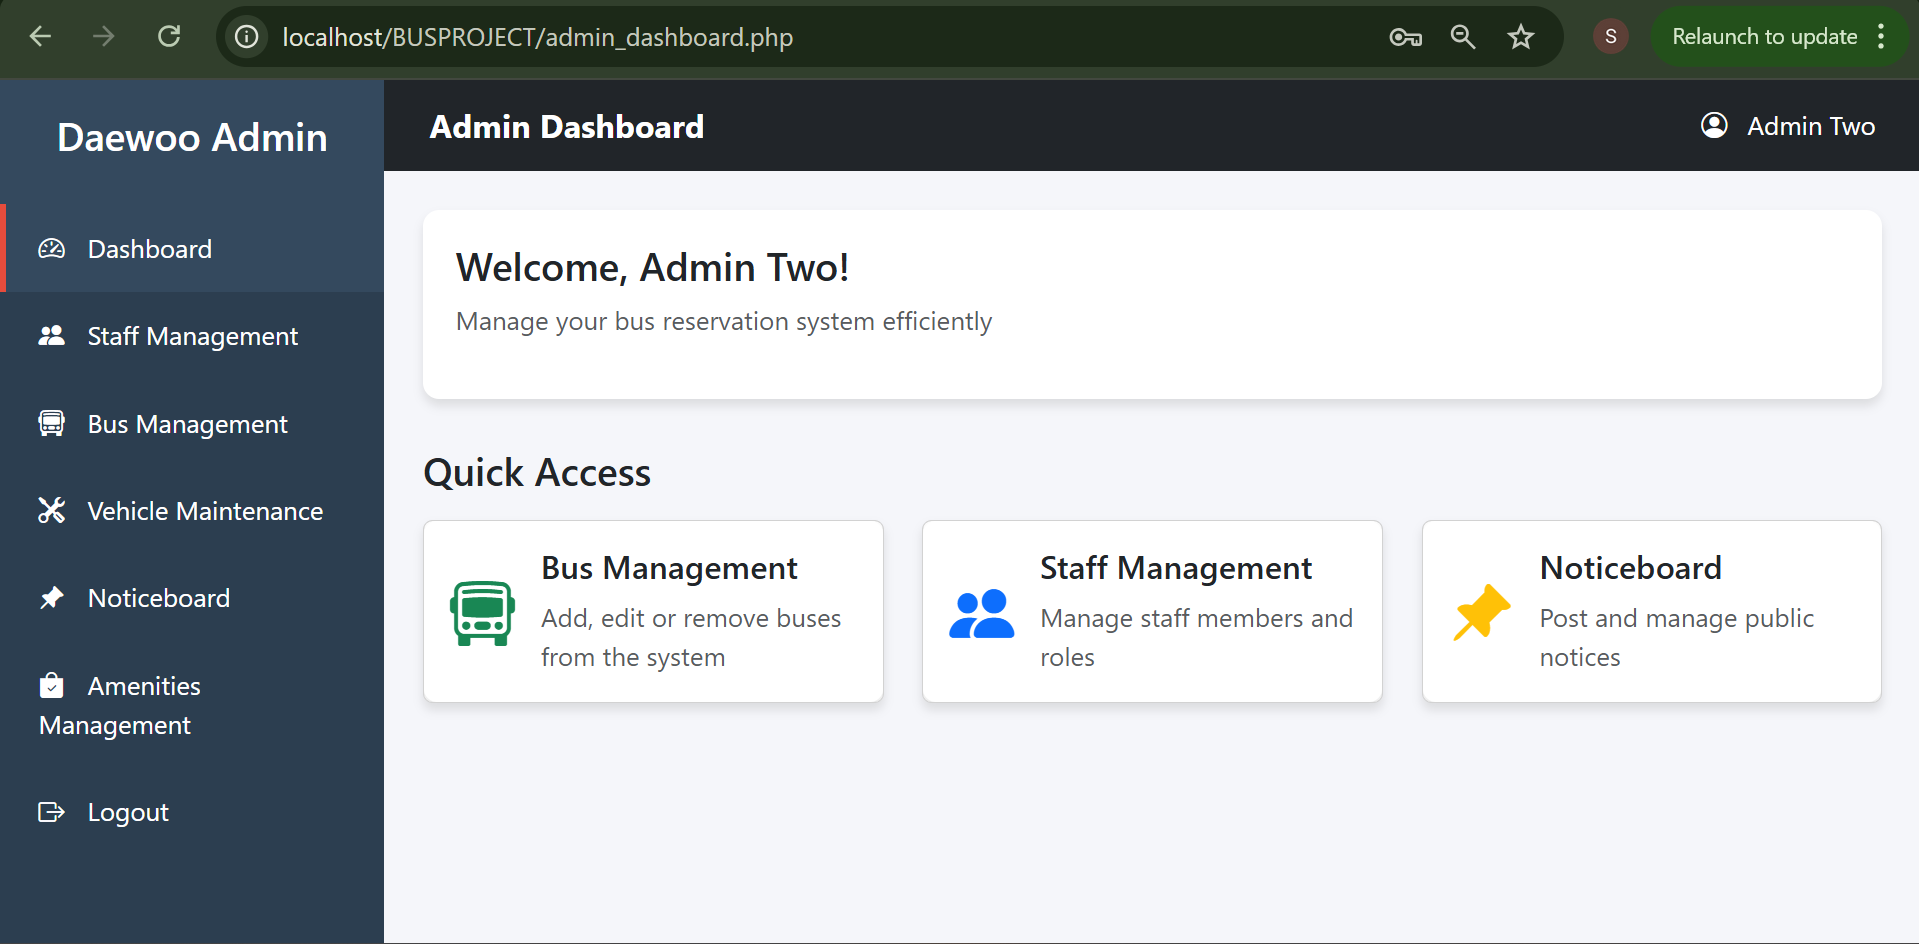 localhost/BUSPROJECT/admin_dashboard.php
S
Relaunch to update
Daewoo Admin
Dashboard
Staff Management
Bus Management
Vehicle Maintenance
Noticeboard
Amenities
Management
Logout
Admin Dashboard
Admin Two
Welcome, Admin Two!
Manage your bus reservation system efficiently
Quick Access
Bus Management
Add, edit or remove buses
from the system
Staff Management
Manage staff members and
roles
Noticeboard
Post and manage public
notices